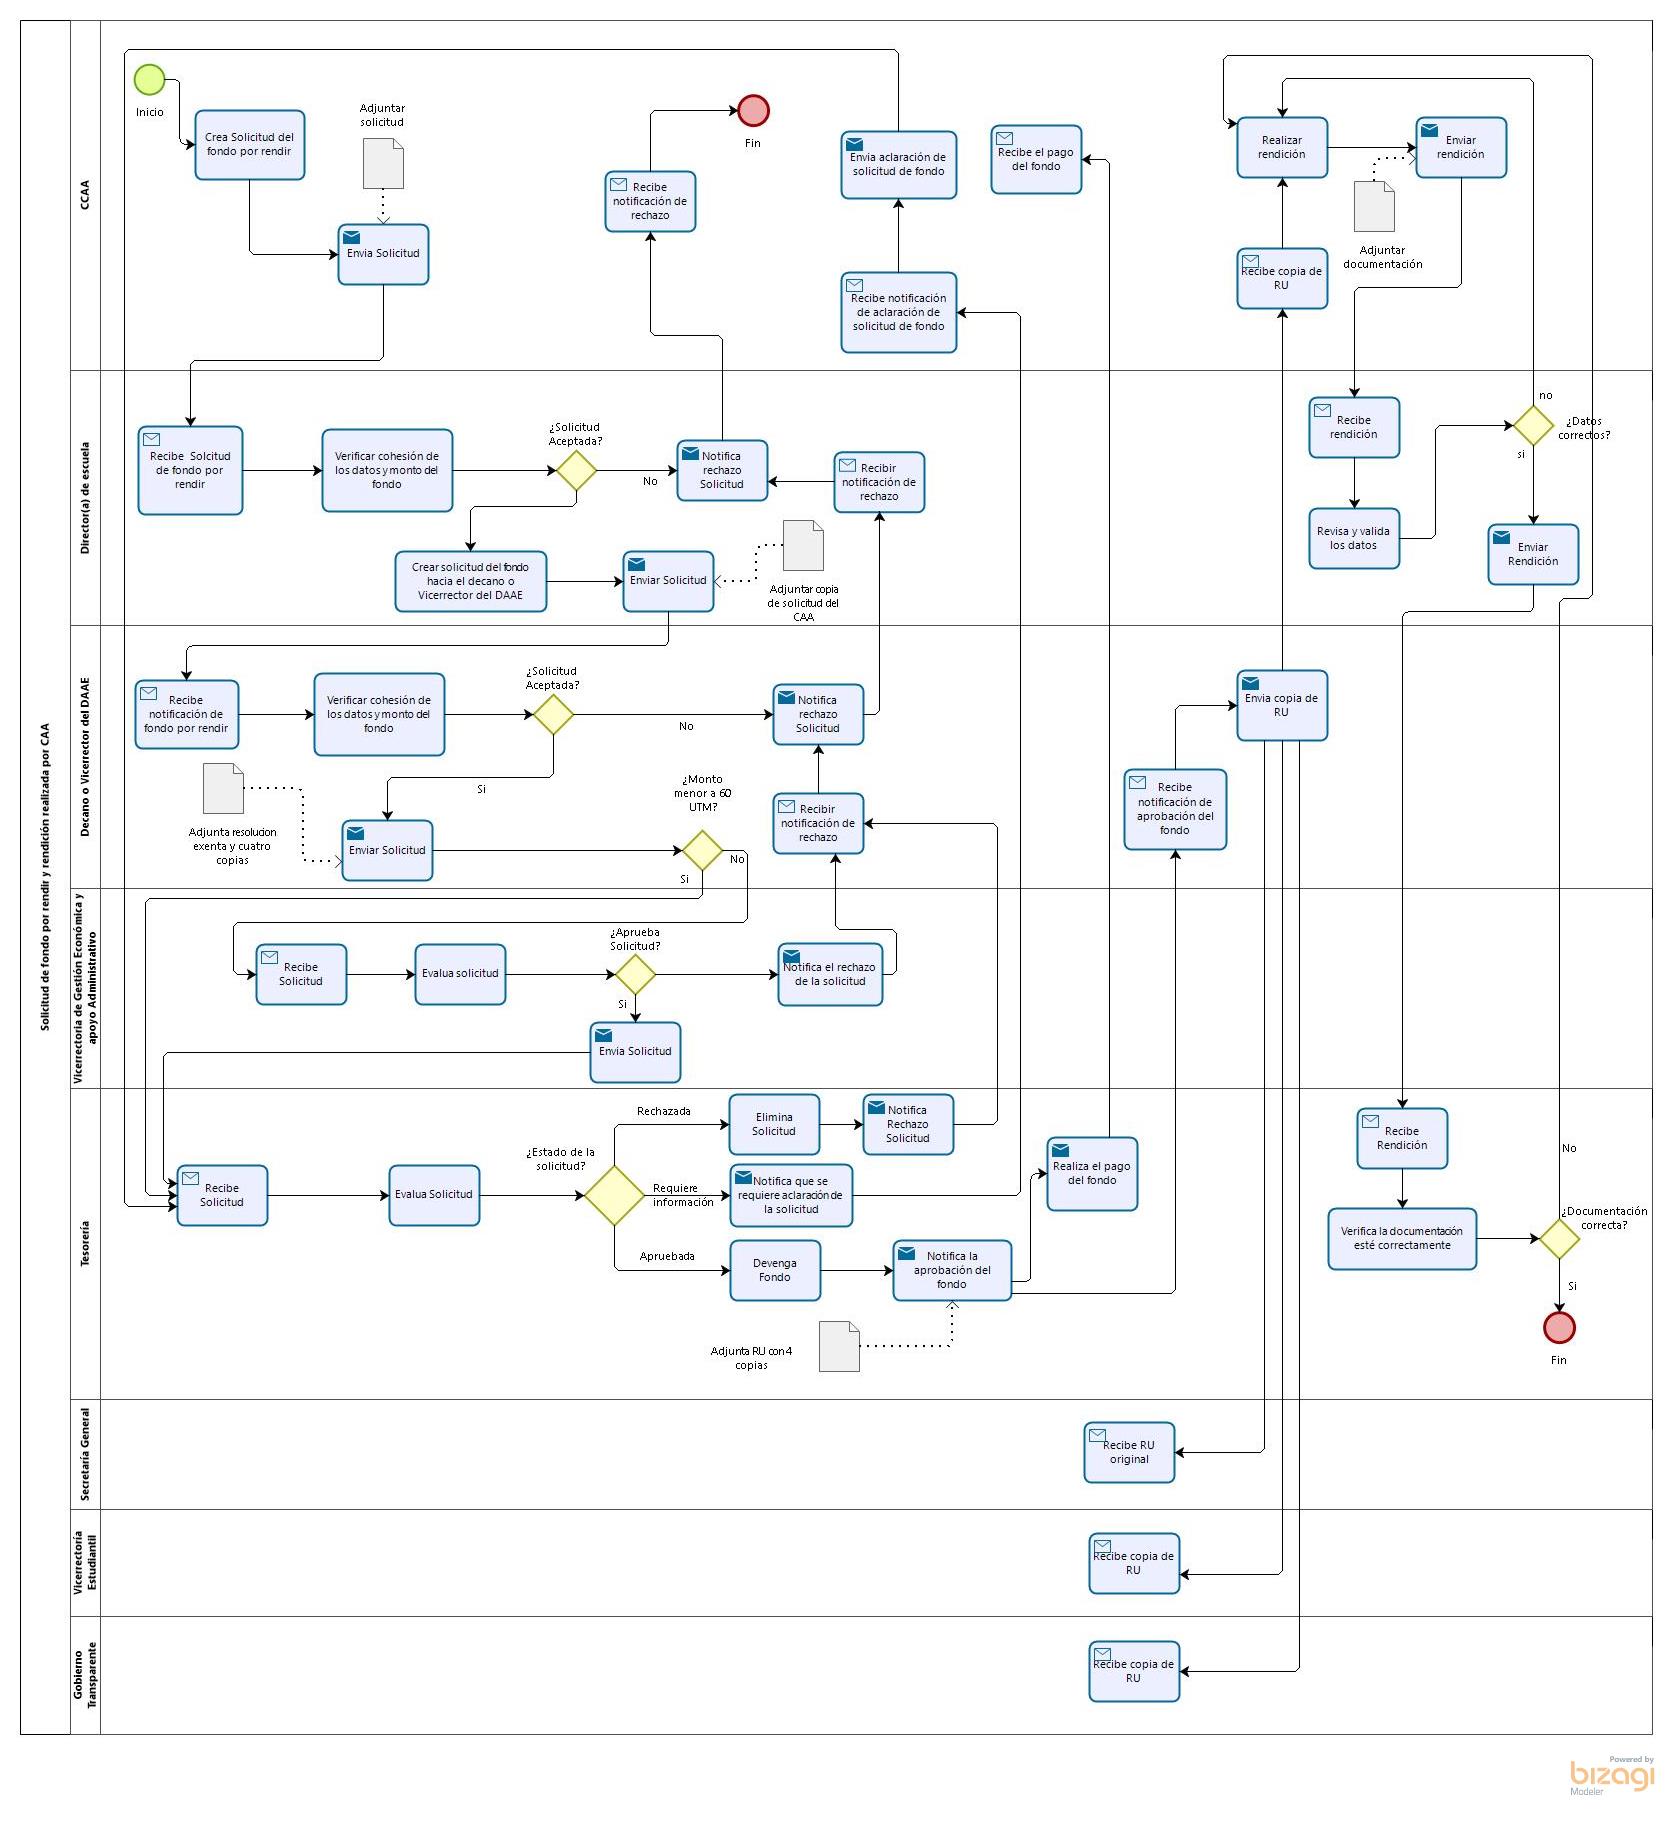 Solicitud de fondo por rendir y rendición realizada por CAA
CCAA
Inicio
Crea Solicitud del
fondo por rendir
Adjuntar
solicitud
Envia Solicitud
Recibe
notificación de
rechazo
Fin
Envia aclaración de
solicitud de fondo
Recibe notificación
de aclaración de
solicitud de fondo
Recibe el pago
del fondo
Realizar
rendición
Enviar
rendición
Adjuntar
documentación
Recibe copia de
RU
Director(a) de escuela
Recibe Solcitud
de fondo por
rendir
Verificar cohesión de
los datos y monto del
fondo
¿Solicitud
Aceptada?
No
Notifica
rechazo
Solicitud
Recibir
notificación de
rechazo
Crear solicitud del fondo
hacia el decano o
Vicerrector del DAAE
Enviar Solicitud
Adjuntar copia
de solicitud del
CAA
Recibe
rendición
Revisa y valida
los datos
no
¿Datos
correctos?
si
Enviar
Rendición
Decano o Vicerrector del DAAE
Recibe
notificación de
fondo por rendir
Verificar cohesión de
los datos y monto del
fondo
¿Solicitud
Aceptada?
No
Si
Notifica
rechazo
Solicitud
Adjunta resolucion
exenta y cuatro
copias
Enviar Solicitud
¿Monto
menor a 60
UTM?
No
Si
Recibir
notificación de
rechazo
Recibe
notificación de
aprobación del
fondo
Envia copia de
RU
Vicerrectoria de Gestión Económica y
apoyo Administrativo
Recibe
Solicitud
Evalua solicitud
¿Aprueba
Solicitud?
Si
Notifica el rechazo
de la solicitud
Envia Solicitud
Tesorería
Recibe
Solicitud
Evalua Solicitud
¿Estado de la
solicitud?
Rechazada
Elimina
Solicitud
Notifica
Rechazo
Solicitud
Requiere
información
Notifica que se
requiere aclaración de
la solicitud
Apruebada
Devenga
Fondo
Notifica la
aprobación del
fondo
Adjunta RU con 4
copias
Realiza el pago
del fondo
Recibe
Rendición
Verifica la documentación
esté correctamente
No
¿Documentación
correcta?
Si
Fin
Secretaría General
Recibe RU
original
Vicerrectoría
Estudiantil
Recibe copia de
RU
Gobierno
Transparente
Recibe copia de
RU
Powered by
bizagi
Modeler